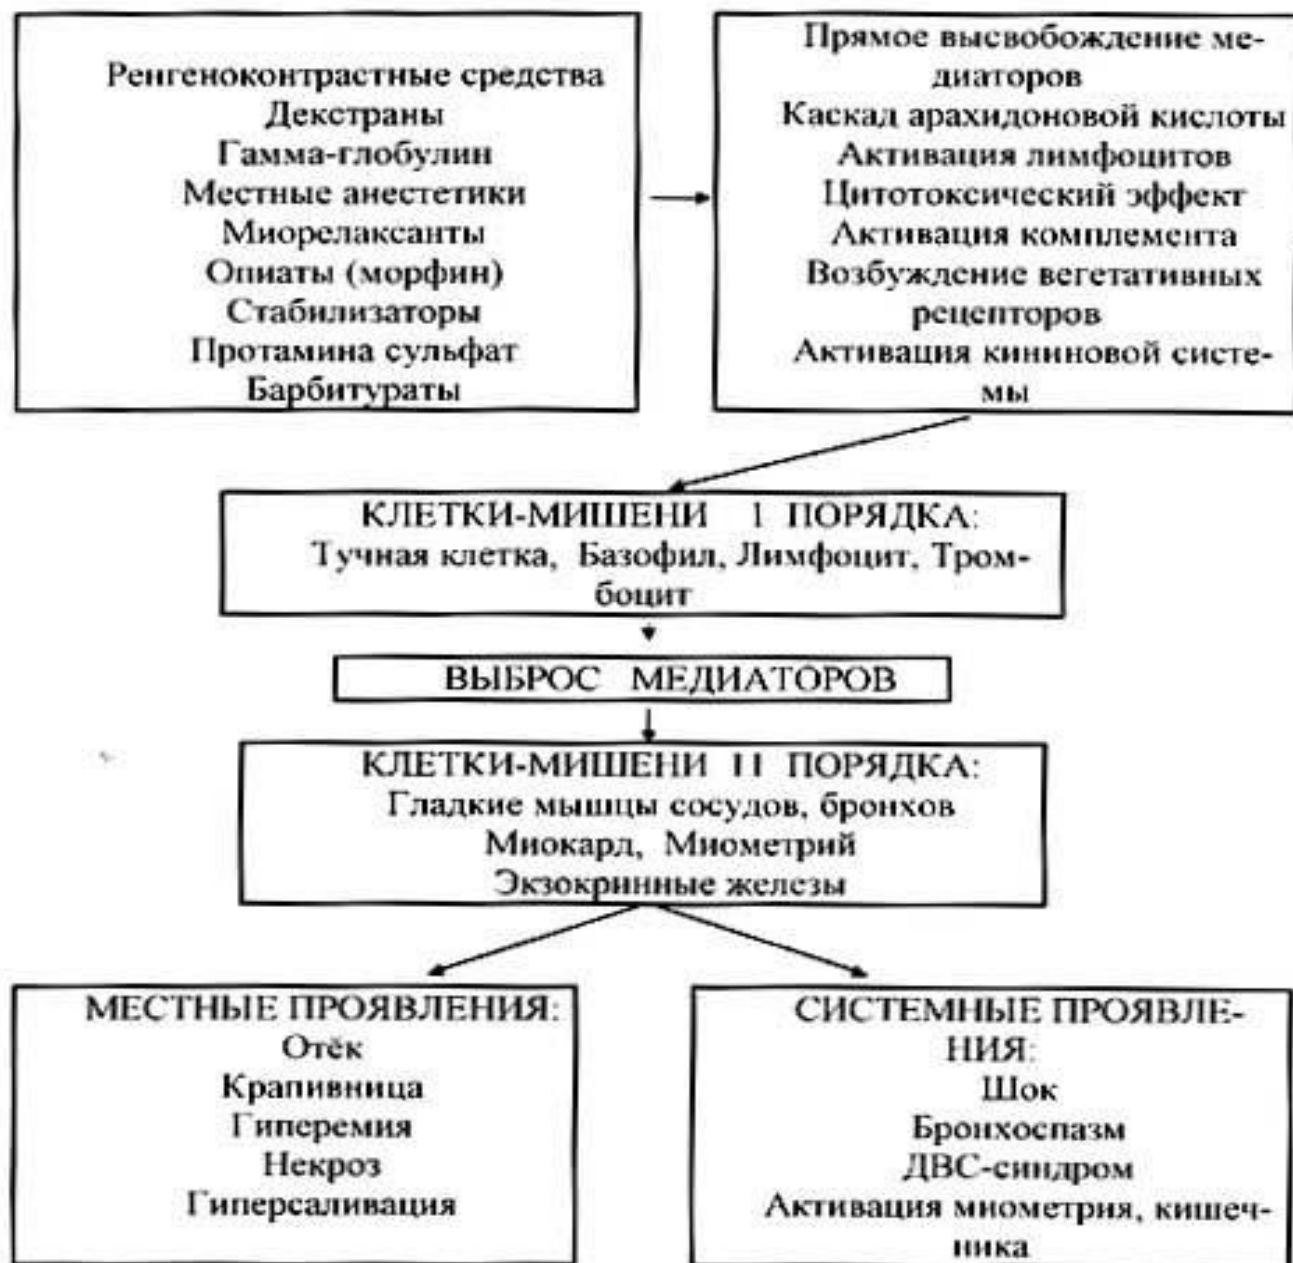 Ренгеноконтрастные средства
Декстраны
Гамма-глобулин
Местные анестетики
Миорелаксанты
Опиаты (морфин)
Стабилизаторы
Протамина сульфат
Барбитураты
Прямое высвобождение ме-
диаторов
Каскад арахидоновой кислоты
Активация лимфоцитов
Цитотоксический эффект
Активация комплемента
Возбуждение вегетативных
рецепторов
Активация кининовой систе-
мы
КЛЕТКИ-МИШЕНИ 1 ПОРЯДКА:
Тучная клетка, Базофил, Лимфоцит, Тром-
боцит
ВЫБРОС МЕДИАТОРОВ
КЛЕТКИ-МИШЕНИ 11 ПОРЯДКА:
Гладкие мышцы сосудов, бронхов
Миокард, Миометрий
Экзокринные железы
МЕСТНЫЕ ПРОЯВЛЕНИЯ:
Отёк
Крапивница
Гиперемия
Некроз
Гиперсаливация
СИСТЕМНЫЕ ПРОЯВЛЕ-
НИЯ:
Шок
Бронхоспазм
ДВС-синдром
Активация миометрия, кишеч-
ника